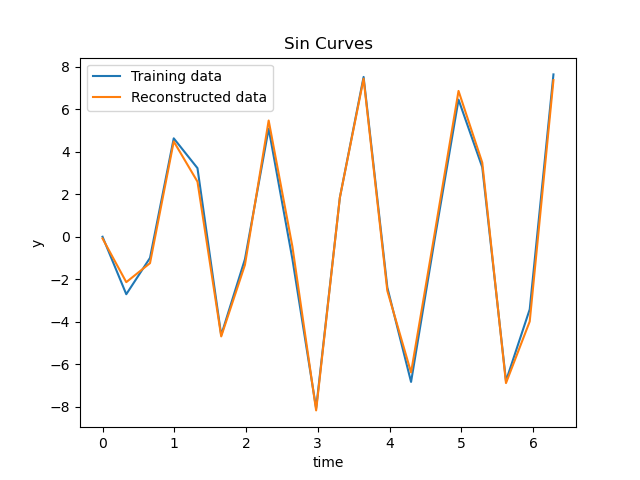 Sin Curves
Training data
Reconstructed data
8
6
4
2
0
−2
−4
−6
−8
y
0 1 2 3 4 5 6
time